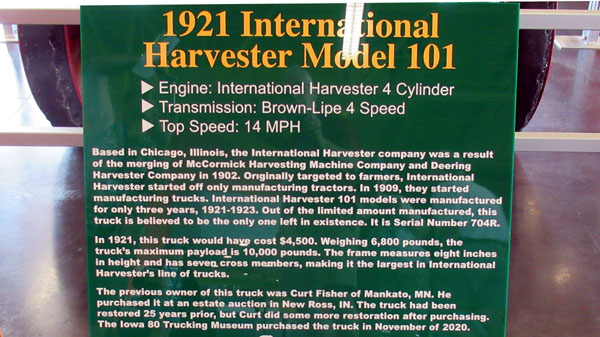 1921 International
Harvester Model 101
▶ Engine: International Harvester 4 Cylinder
▶ Transmission: Brown-Lipe 4 Speed
▶ Top Speed: 14 MPH
Based in Chicago, Illinois, the International Harvester company was a result
of the merging of McCormick Harvesting Machine Company and Deering
Harvester Company in 1902. Originally targeted to farmers, International
Harvester started off only manufacturing tractors. In 1909, they started
manufacturing trucks. International Harvester 101 models were manufactured
for only three years, 1921-1923. Out of the limited amount manufactured, this
truck is believed to be the only one left in existence. It is Serial Number 704R.
In 1921, this truck would have cost $4,500. Weighing 6,800 pounds, the
truck's maximum payload is 10,000 pounds. The frame measures eight inches
in height and has seven cross members, making it the largest in International
Harvester's line of trucks.
The previous owner of this truck was Curt Fisher of Mankato, MN. He
purchased it at an estate auction in New Ross, IN. The truck had been
restored 25 years prior, but Curt did some more restoration after purchasing.
The Iowa 80 Trucking Museum purchased the truck in November of 2020.